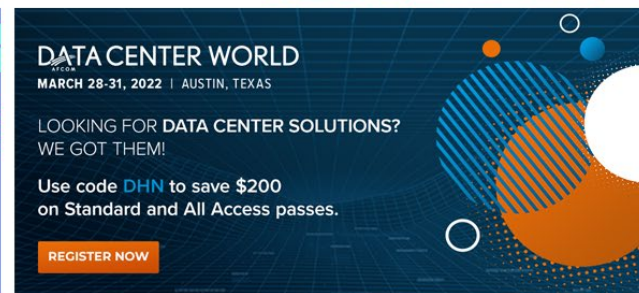 DATA CENTER WORLD
AFCOM
MARCH 28-31, 2022 | AUSTIN, TEXAS
LOOKING FOR DATA CENTER SOLUTIONS?
WE GOT THEM!
Use code DHN to save $200
on Standard and All Access passes.
REGISTER NOW